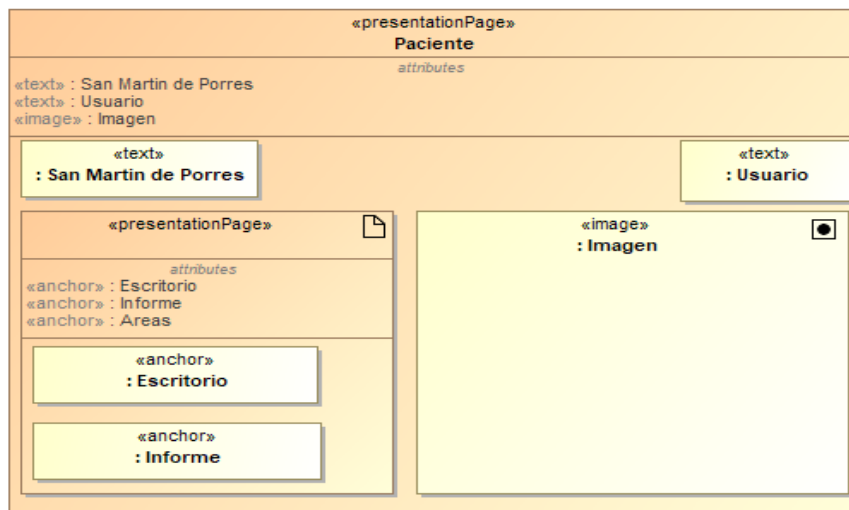 «presentationPage»
Paciente
attributes
«text» : San Martin de Porres
«text» : Usuario
«image» : Imagen
«text»
: San Martin de Porres
«text»
: Usuario
«presentationPage»
attributes
«anchor» : Escritorio
«anchor» : Informe
«anchor» : Areas
«anchor»
: Escritorio
«anchor»
: Informe
«image»
: Imagen